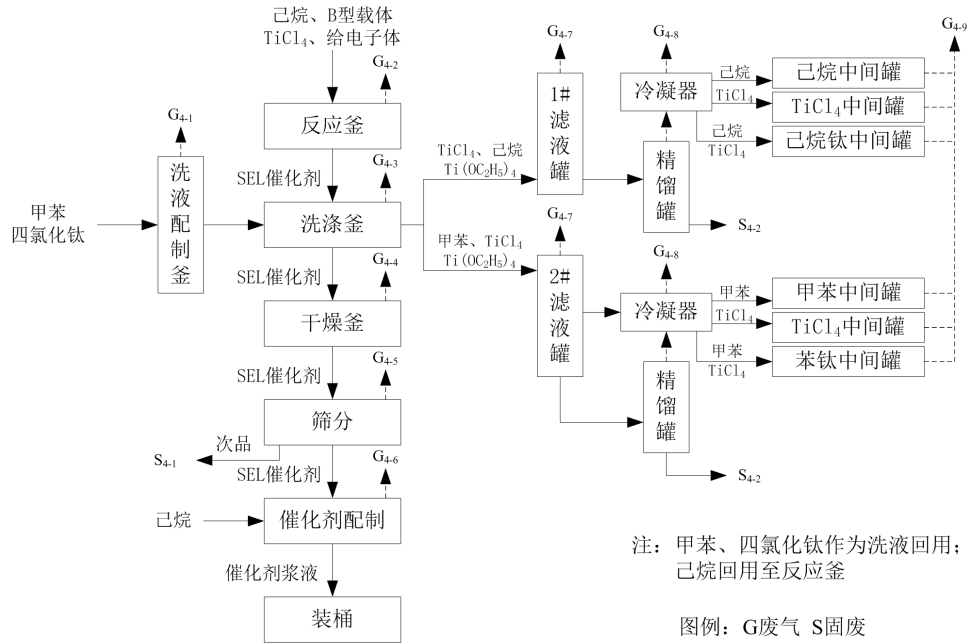 己烷、B型载体
TiCl₄、给电子体
G₄₋₁
G₄₋₂
反应釜
SEL催化剂
G₄₋₃
甲苯
四氯化钛
洗液配制釜
洗涤釜
SEL催化剂
G₄₋₄
干燥釜
SEL催化剂
G₄₋₅
筛分
次品
S₄₋₁
SEL催化剂
G₄₋₆
己烷
催化剂配制
催化剂浆液
装桶
TiCl₄、己烷
Ti(OC₂H₅)₄
甲苯、TiCl₄
Ti(OC₂H₅)₄
G₄₋₇
1#滤液罐
G₄₋₈
冷凝器
精馏罐
S₄₋₂
己烷
TiCl₄
己烷
TiCl₄
己烷中间罐
TiCl₄中间罐
己烷钛中间罐
G₄₋₉
G₄₋₇
2#滤液罐
G₄₋₈
冷凝器
精馏罐
S₄₋₂
甲苯
TiCl₄
甲苯
TiCl₄
甲苯中间罐
TiCl₄中间罐
苯钛中间罐
注：甲苯、四氯化钛作为洗液回用；
己烷回用至反应釜
图例：G废气 S固废